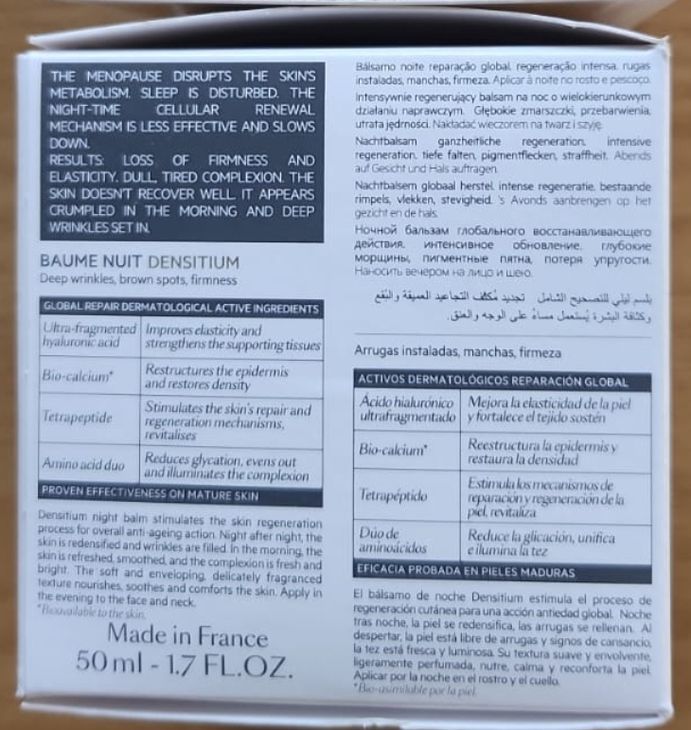 THE MENOPAUSE DISRUPTS THE SKIN'S
METABOLISM. SLEEP IS DISTURBED. THE
NIGHT-TIME CELLULAR RENEWAL
MECHANISM IS LESS EFFECTIVE AND SLOWS
DOWN.
RESULTS: LOSS OF FIRMNESS AND
ELASTICITY. DULL, TIRED COMPLEXION. THE
SKIN DOESN'T RECOVER WELL. IT APPEARS
CRUMPLED IN THE MORNING AND DEEP
WRINKLES SET IN.
BAUME NUIT DENSITIUM
Deep wrinkles, brown spots, firmness
GLOBAL REPAIR DERMATOLOGICAL ACTIVE INGREDIENTS
Ultra-fragmented hyaluronic acid
Improves elasticity and
strengthens the supporting tissues
Bio-calcium*
Restructures the epidermis
and restores density
Tetrapeptide
Stimulates the skin's repair and
regeneration mechanisms,
revitalises
Amino acid duo
Reduces glycation, evens out
and illuminates the complexion
PROVEN EFFECTIVENESS ON MATURE SKIN
Densitium night balm stimulates the skin regeneration
process for overall anti-ageing action. Night after night, the
skin is redensified and wrinkles are filled. In the morning, the
skin is refreshed, smoothed, and the complexion is fresh and
bright. The soft and enveloping, delicately fragranced
texture nourishes, soothes and comforts the skin. Apply in
the evening to the face and neck.
*Bioavailable to the skin.
Made in France
50 ml - 1.7 FL.OZ.
Bálsamo noite reparação global, regeneração intensa, rugas
instaladas, manchas, firmeza. Aplicar à noite no rosto e pescoço.
Intensywnie regenerujący balsam na noc o wielokierunkowym
działaniu naprawczym. Głębokie zmarszczki, przebarwienia,
utrata jędrności. Nakładać wieczorem na twarz i szyję.
Nachtbalsam ganzheitliche regeneration, intensive
regeneration, tiefe falten, pigmentflecken, straffheit. Abends
auf Gesicht und Hals auftragen.
Nachtbalsem globaal herstel, intense regeneratie, bestaande
rimpels, vlekken, stevigheid. 's Avonds aanbrengen op het
gezicht en de hals.
Ночной бальзам глобального восстанавливающего
действия, интенсивное обновление, глубокие
морщины, пигментные пятна, потеря упругости.
Наносить вечером на лицо и шею.
بلسم ليلي للتصحيح الشامل تجديد مُكثف التجاعيد العميقة والبُقع
وكثافة البشرة يُستعمل مساءً على الوجه والعنق.
Arrugas instaladas, manchas, firmeza
ACTIVOS DERMATOLÓGICOS REPARACIÓN GLOBAL
Ácido hialurónico
ultrafragmentado
Mejora la elasticidad de la piel
y fortalece el tejido sostén
Bio-calcium*
Reestructura la epidermis y
restaura la densidad
Tetrapéptido
Estimula los mecanismos de
reparación y regeneración de la
piel, revitaliza
Dúo de
aminoácidos
Reduce la glicación, unifica
e ilumina la tez
EFICACIA PROBADA EN PIELES MADURAS
El bálsamo de noche Densitium estimula el proceso de
regeneración cutánea para una acción antiedad global. Noche
tras noche, la piel se redensifica, las arrugas se rellenan. Al
despertar, la piel está libre de arrugas y signos de cansancio,
la tez está fresca y luminosa. Su textura suave y envolvente,
ligeramente perfumada, nutre, calma y reconforta la piel.
Aplicar por la noche en el rostro y el cuello.
*Bio-asimilable por la piel.